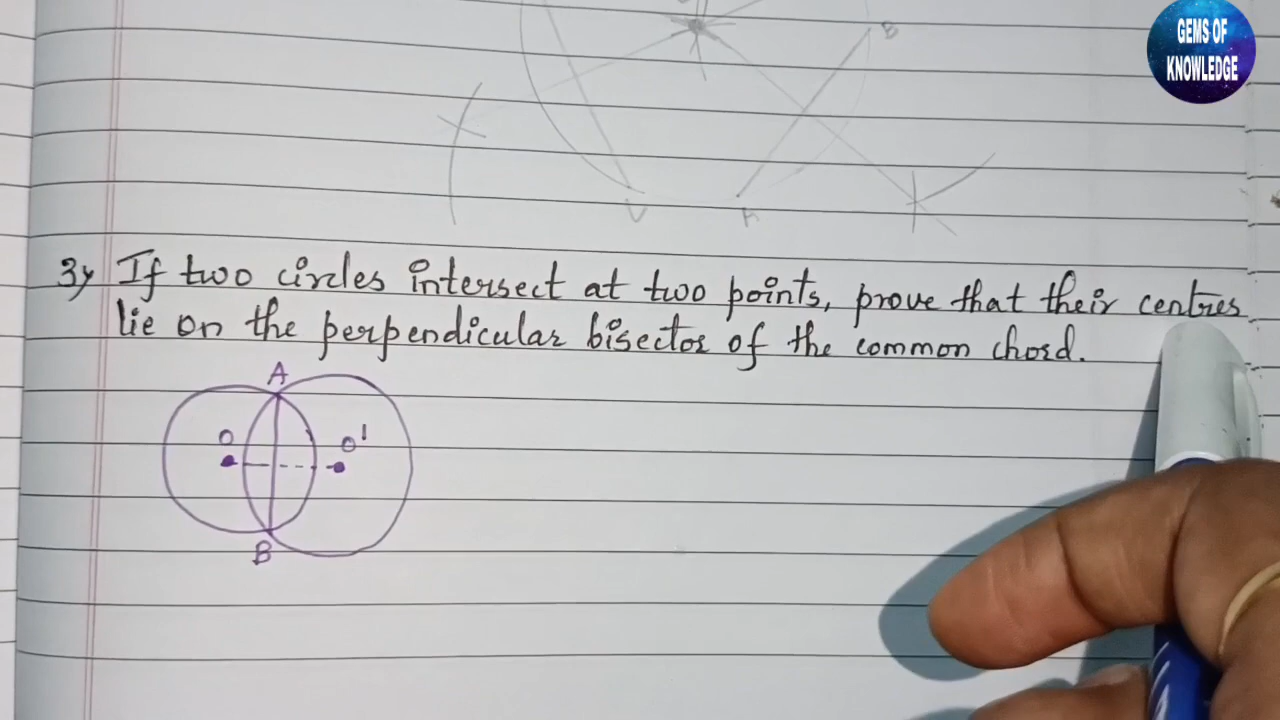 GEMS OF
KNOWLEDGE
B
3) If two circles intersect at two points, prove that their centres
lie on the perpendicular bisector of the common chord.
A
O
O'
B